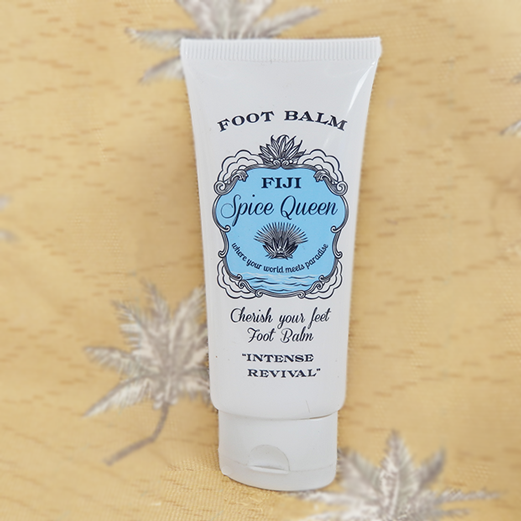 FOOT BALM
FIJI
Spice Queen
where your world meets paradise
Cherish your feet
Foot Balm
"INTENSE
REVIVAL"